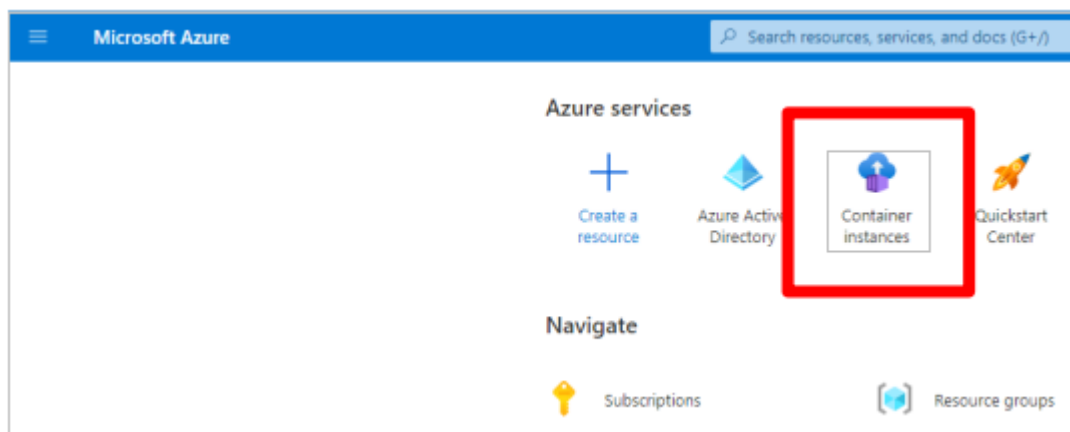 Microsoft Azure
Search resources, services, and docs (G+/)
Azure services
Create a resource
Azure Active Directory
Container instances
Quickstart Center
Navigate
Subscriptions
Resource groups